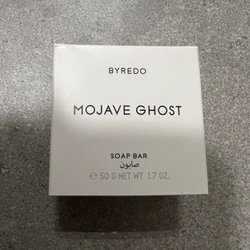 BYREDO
MOJAVE GHOST
SOAP BAR
صابون
℮ 50 G NET WT 1.7 OZ.